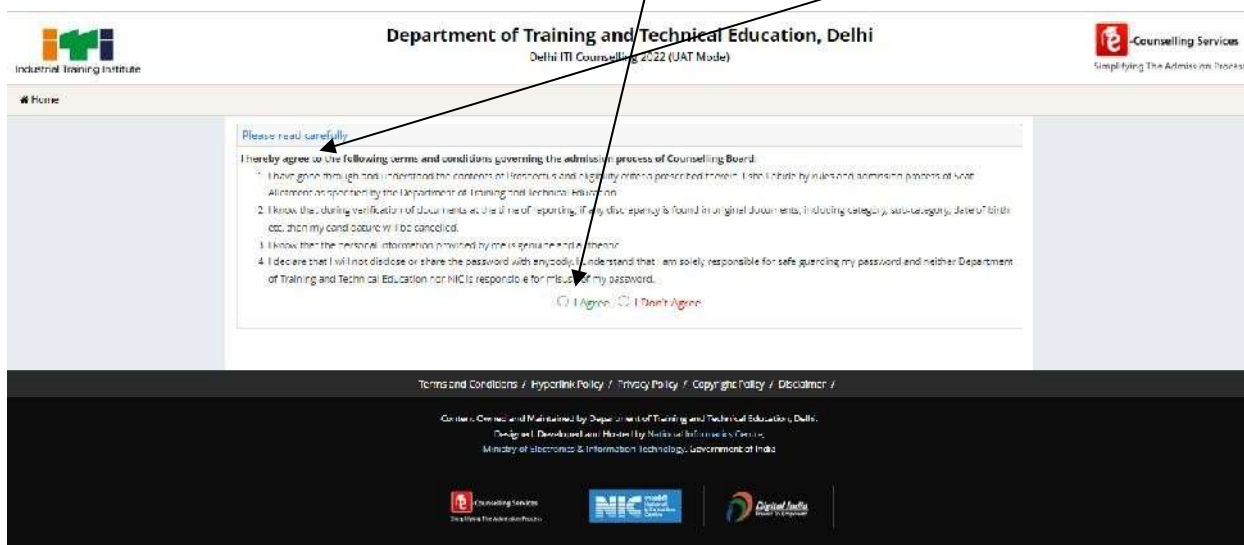 Department of Training and Technical Education, Delhi
Delhi ITI Counselling 2022 (UAT Mode)
Industrial Training Institute
-Counselling Services
Simplifying The Admission Process
Home
Please read carefully
I hereby agree to the following terms and conditions governing the admission process of Counselling Board.
1. I have gone through and understood the contents of Prospectus and eligibility criteria prescribed therein. I shall abide by rules and admission process of Seat
Allotment as specified by the Department of Training and Technical Education
2. I know that during verification of documents at the time of reporting, if any discrepancy is found in original documents, including category, sub-category, date of birth
etc. then my candidature will be cancelled.
3. I know that the personal information provided by me is genuine and authentic
4. I declare that I will not disclose or share the password with anybody. I understand that I am solely responsible for safe guarding my password and neither Department
of Training and Technical Education nor NIC is responsible for misuse of my password.
I Agree I Don't Agree
Terms and Conditions / Hyperlink Policy / Privacy Policy / Copyright Policy / Disclaimer /
Content Owned and Maintained by Department of Training and Technical Education, Delhi.
Designed, Developed and Hosted by National Informatics Centre,
Ministry of Electronics & Information Technology, Government of India
-Counselling Services
Simplifying The Admission Process
NIC
National
Informatics
Centre
Digital India